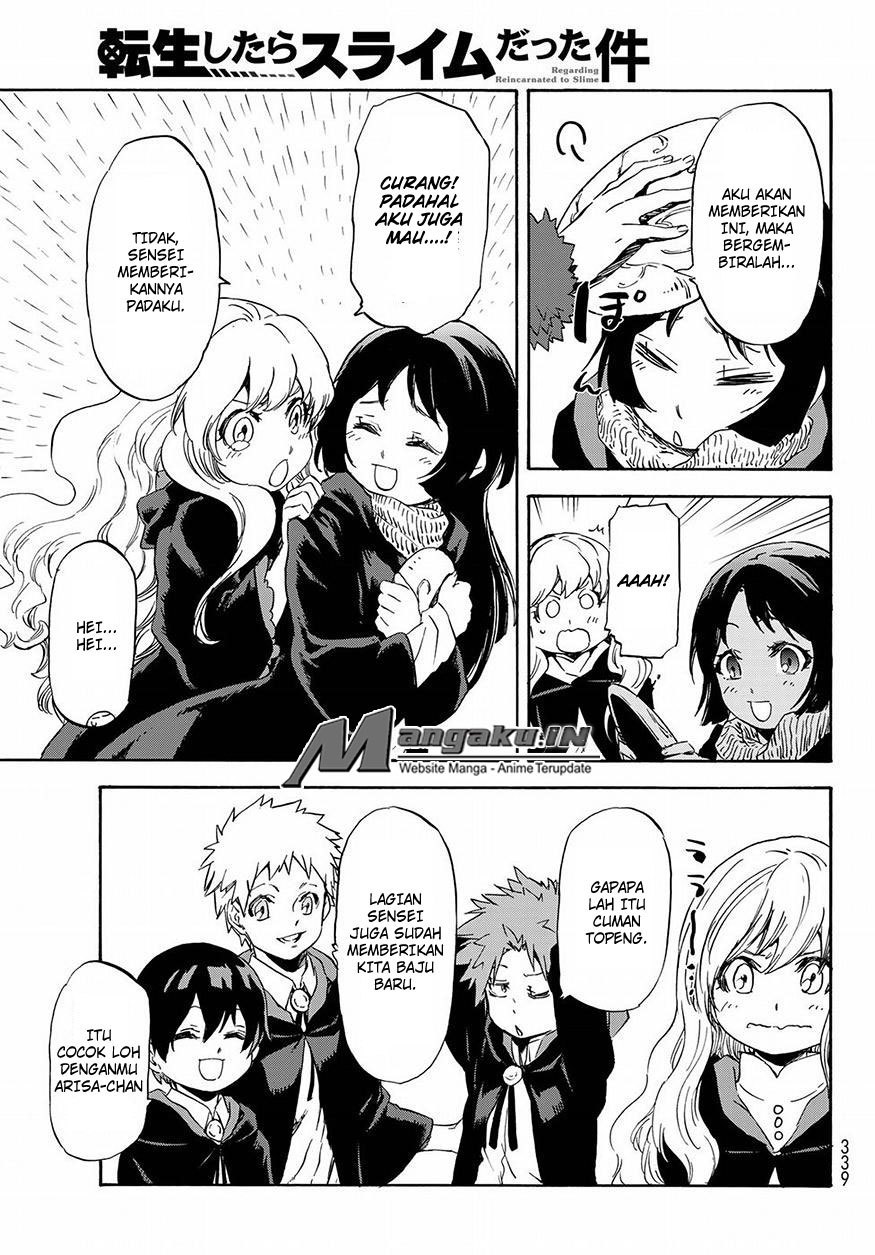 転生したらスライムだった件
Regarding
Reincarnated to Slime
AKU AKAN
MEMBERIKAN
INI, MAKA
BERGEM-
BIRALAH...
ぽん
AAAH!
CURANG!
PADAHAL
AKU JUGA
MAU....!
TIDAK,
SENSEI
MEMBERI-
KANNYA
PADAKU.
HEI...
HEI...
Mangaku.IN
Website Manga - Anime Terupdate
GAPAPA
LAH ITU
CUMAN
TOPENG.
LAGIAN
SENSEI
JUGA SUDAH
MEMBERIKAN
KITA BAJU
BARU.
ITU
COCOK LOH
DENGANMU
ARISA-CHAN
339